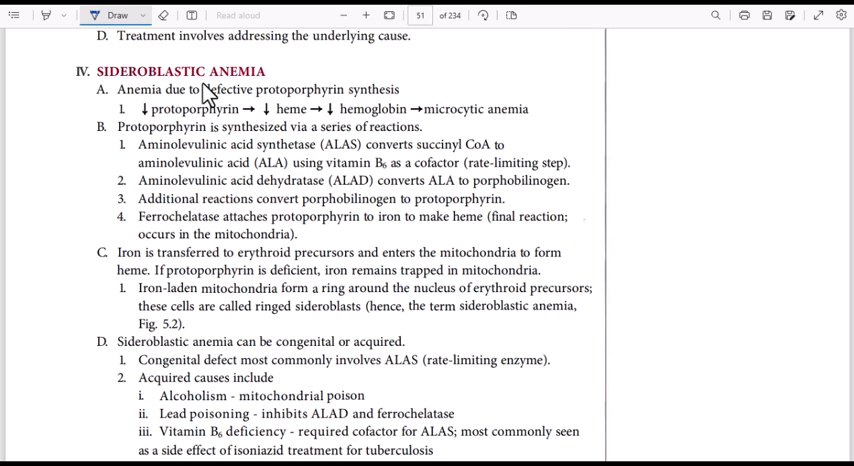 Draw
Read aloud
51 of 234
D. Treatment involves addressing the underlying cause.
IV. SIDEROBLASTIC ANEMIA
A. Anemia due to defective protoporphyrin synthesis
1. ↓ protoporphyrin → ↓ heme → ↓ hemoglobin → microcytic anemia
B. Protoporphyrin is synthesized via a series of reactions.
1. Aminolevulinic acid synthetase (ALAS) converts succinyl CoA to
aminolevulinic acid (ALA) using vitamin B₆ as a cofactor (rate-limiting step).
2. Aminolevulinic acid dehydratase (ALAD) converts ALA to porphobilinogen.
3. Additional reactions convert porphobilinogen to protoporphyrin.
4. Ferrochelatase attaches protoporphyrin to iron to make heme (final reaction;
occurs in the mitochondria).
C. Iron is transferred to erythroid precursors and enters the mitochondria to form
heme. If protoporphyrin is deficient, iron remains trapped in mitochondria.
1. Iron-laden mitochondria form a ring around the nucleus of erythroid precursors;
these cells are called ringed sideroblasts (hence, the term sideroblastic anemia,
Fig. 5.2).
D. Sideroblastic anemia can be congenital or acquired.
1. Congenital defect most commonly involves ALAS (rate-limiting enzyme).
2. Acquired causes include
i. Alcoholism - mitochondrial poison
ii. Lead poisoning - inhibits ALAD and ferrochelatase
iii. Vitamin B₆ deficiency - required cofactor for ALAS; most commonly seen
as a side effect of isoniazid treatment for tuberculosis